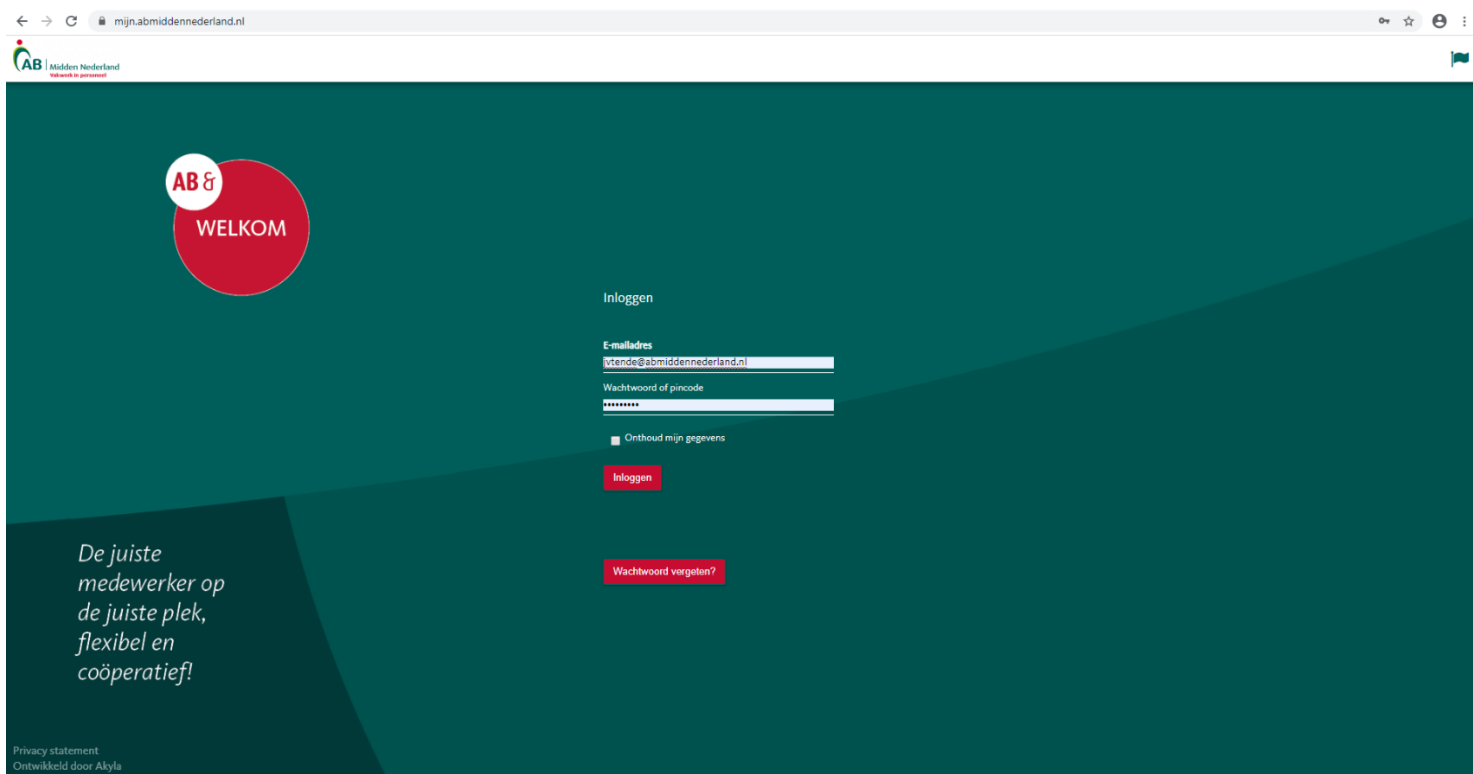 mijn.abmiddennederland.nl
AB Midden Nederland
Vakwerk in personeel
AB &
WELKOM
Inloggen
E-mailadres
jvtende@abmiddennederland.nl
Wachtwoord of pincode
•••••••••
Onthoud mijn gegevens
Inloggen
Wachtwoord vergeten?
De juiste
medewerker op
de juiste plek,
flexibel en
coöperatief!
Privacy statement
Ontwikkeld door Akyla